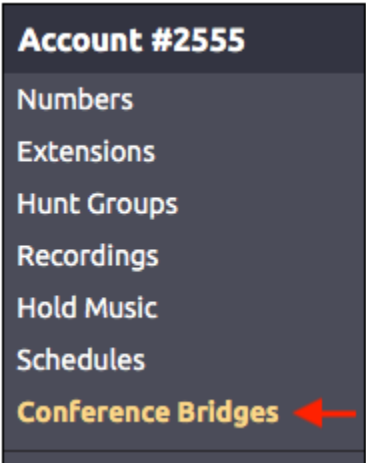 Account #2555
Numbers
Extensions
Hunt Groups
Recordings
Hold Music
Schedules
Conference Bridges